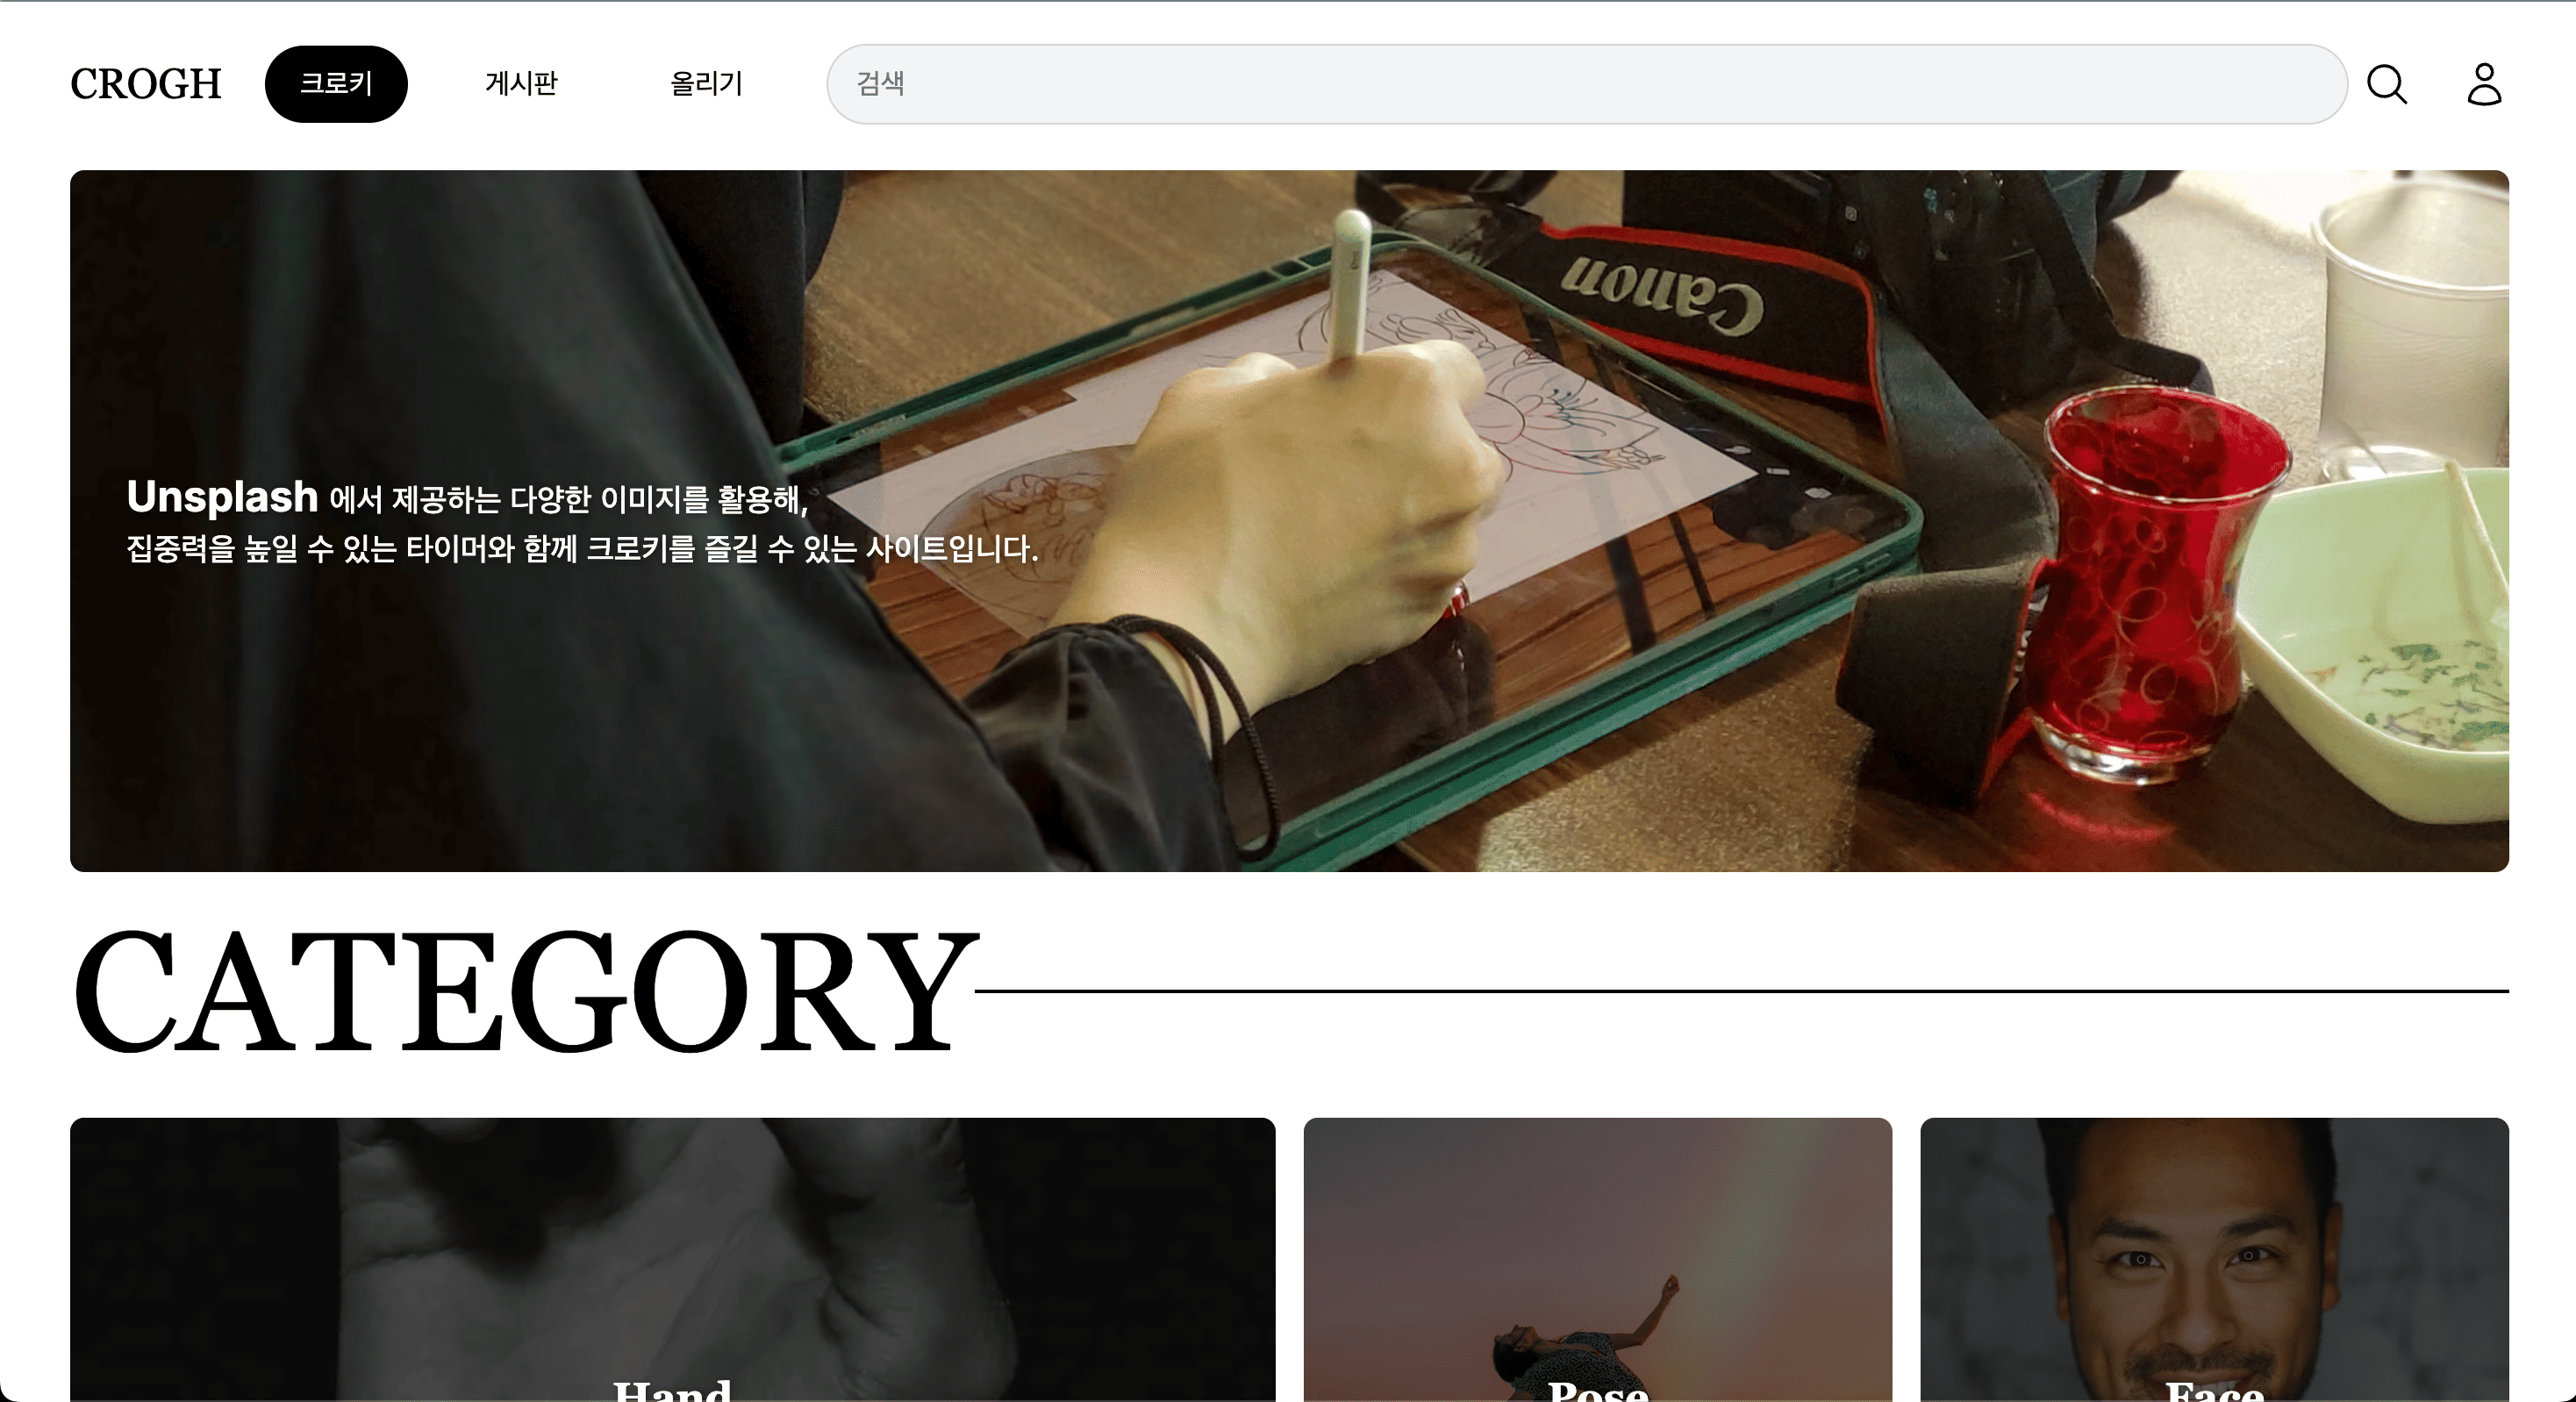 CROGH 크로키 게시판 올리기 검색
Canon
Unsplash 에서 제공하는 다양한 이미지를 활용해,
집중력을 높일 수 있는 타이머와 함께 크로키를 즐길 수 있는 사이트입니다.
CATEGORY
Hand Pose Face